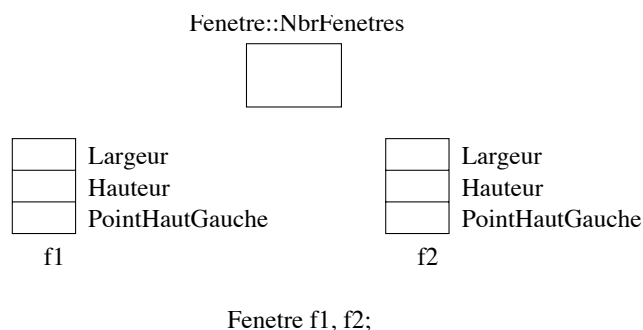 Fenetre::NbrFenetres
Largeur
Hauteur
PointHautGauche
f1
Largeur
Hauteur
PointHautGauche
f2
Fenetre f1, f2;